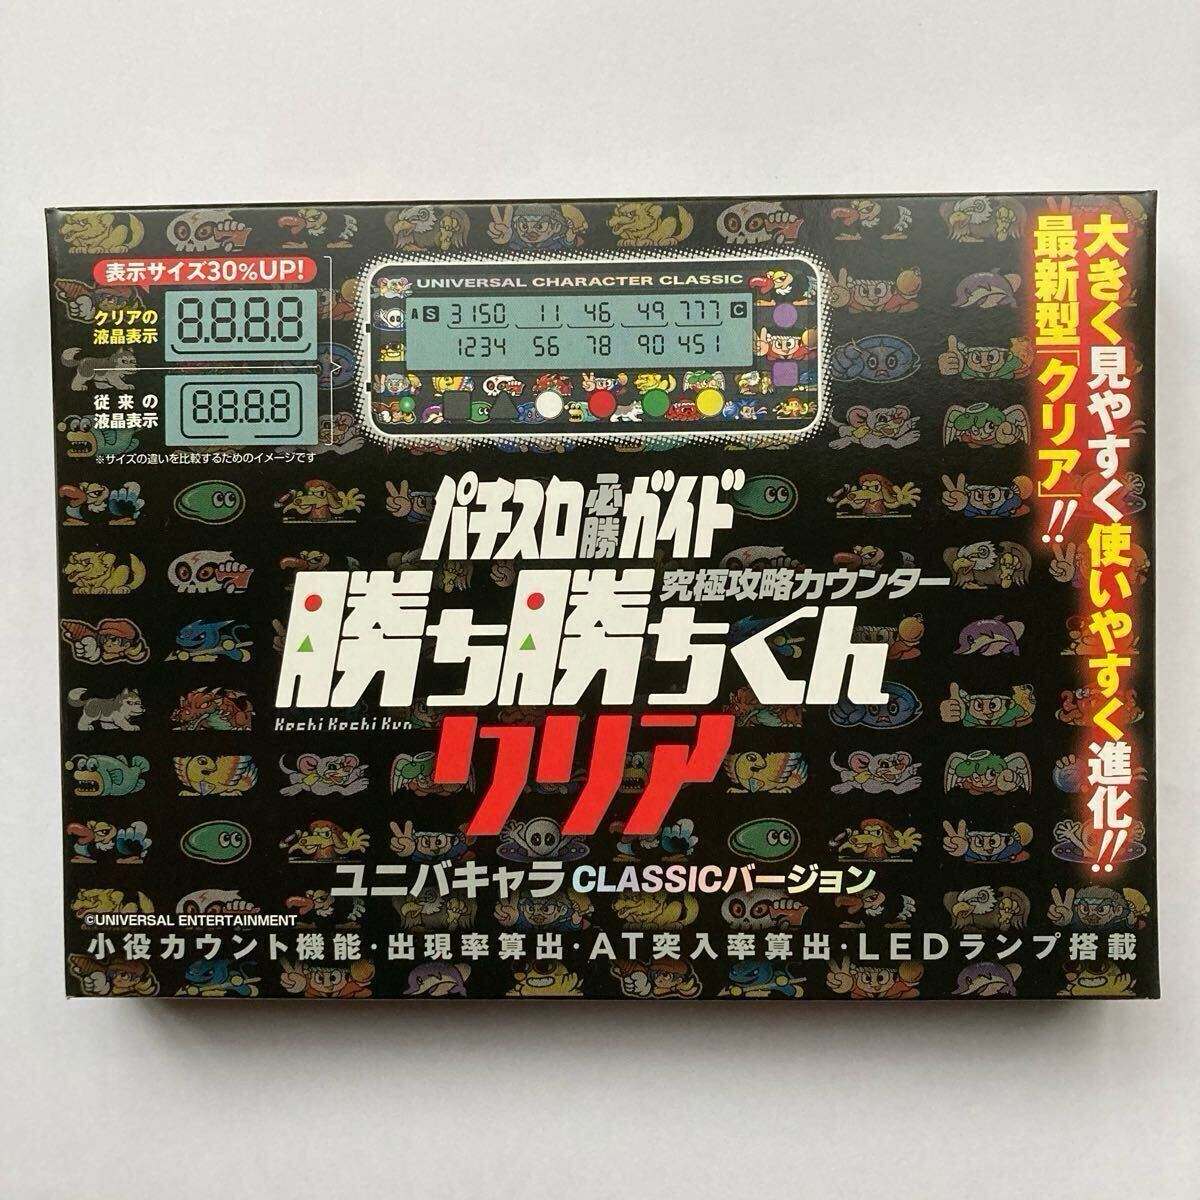 表示サイズ30%UP!
クリアの
液晶表示
8.8.8.8
従来の
液晶表示
8.8.8.8
※サイズの違いを比較するためのイメージです
UNIVERSAL CHARACTER CLASSIC
A S 3150 11 46 49 777 C
1234 56 78 90 451
大きく見やすく使いやすく進化!!
最新型「クリア」!!
パチスロ必勝ガイド
究極攻略カウンター
勝ち勝ちくん
Kachi Kachi Kun
クリア
ユニバキャラCLASSICバージョン
©UNIVERSAL ENTERTAINMENT
小役カウント機能・出現率算出・AT突入率算出・LEDランプ搭載